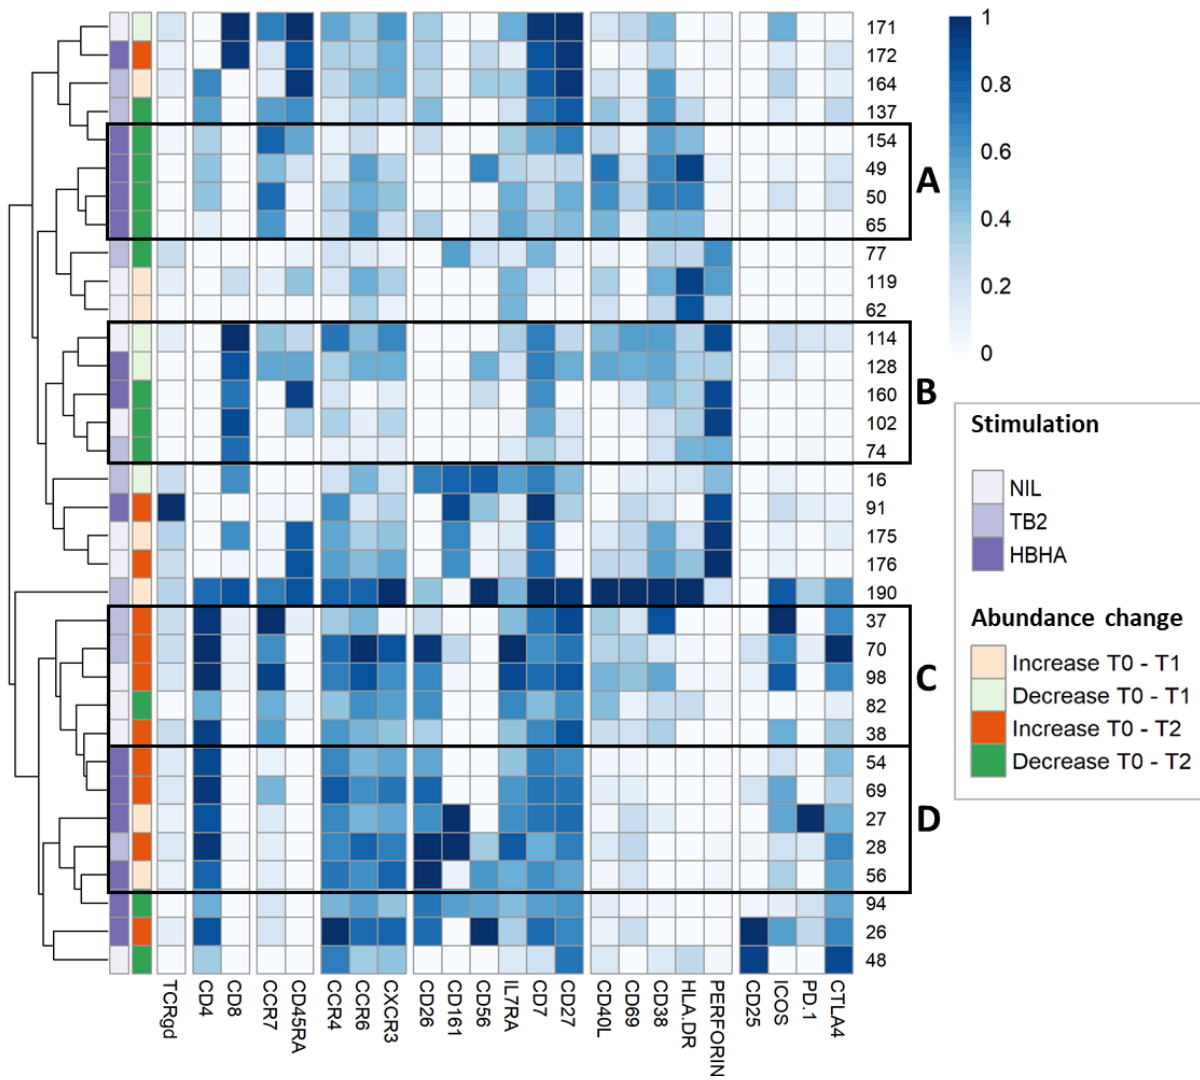 171
172
164
137
154
49
50
65
77
119
62
114
128
160
102
74
16
91
175
176
190
37
70
98
82
38
54
69
27
28
56
94
26
48
A
B
C
D
1
0.8
0.6
0.4
0.2
0
Stimulation
NIL
TB2
HBHA
Abundance change
Increase T0 - T1
Decrease T0 - T1
Increase T0 - T2
Decrease T0 - T2
TCRgd
CD4
CD8
CCR7
CD45RA
CCR4
CCR6
CXCR3
CD26
CD161
CD56
IL7RA
CD7
CD27
CD40L
CD69
CD38
HLA.DR
PERFORIN
CD25
ICOS
PD.1
CTLA4